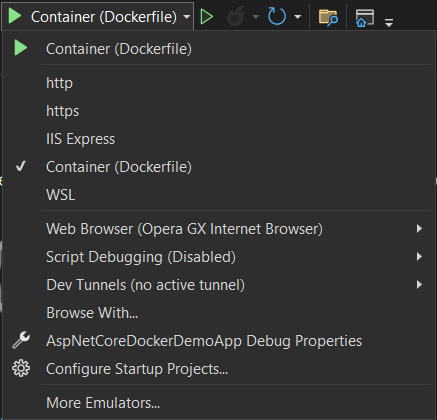 Container (Dockerfile)
Container (Dockerfile)
http
https
IIS Express
Container (Dockerfile)
WSL
Web Browser (Opera GX Internet Browser)
Script Debugging (Disabled)
Dev Tunnels (no active tunnel)
Browse With...
AspNetCoreDockerDemoApp Debug Properties
Configure Startup Projects...
More Emulators...